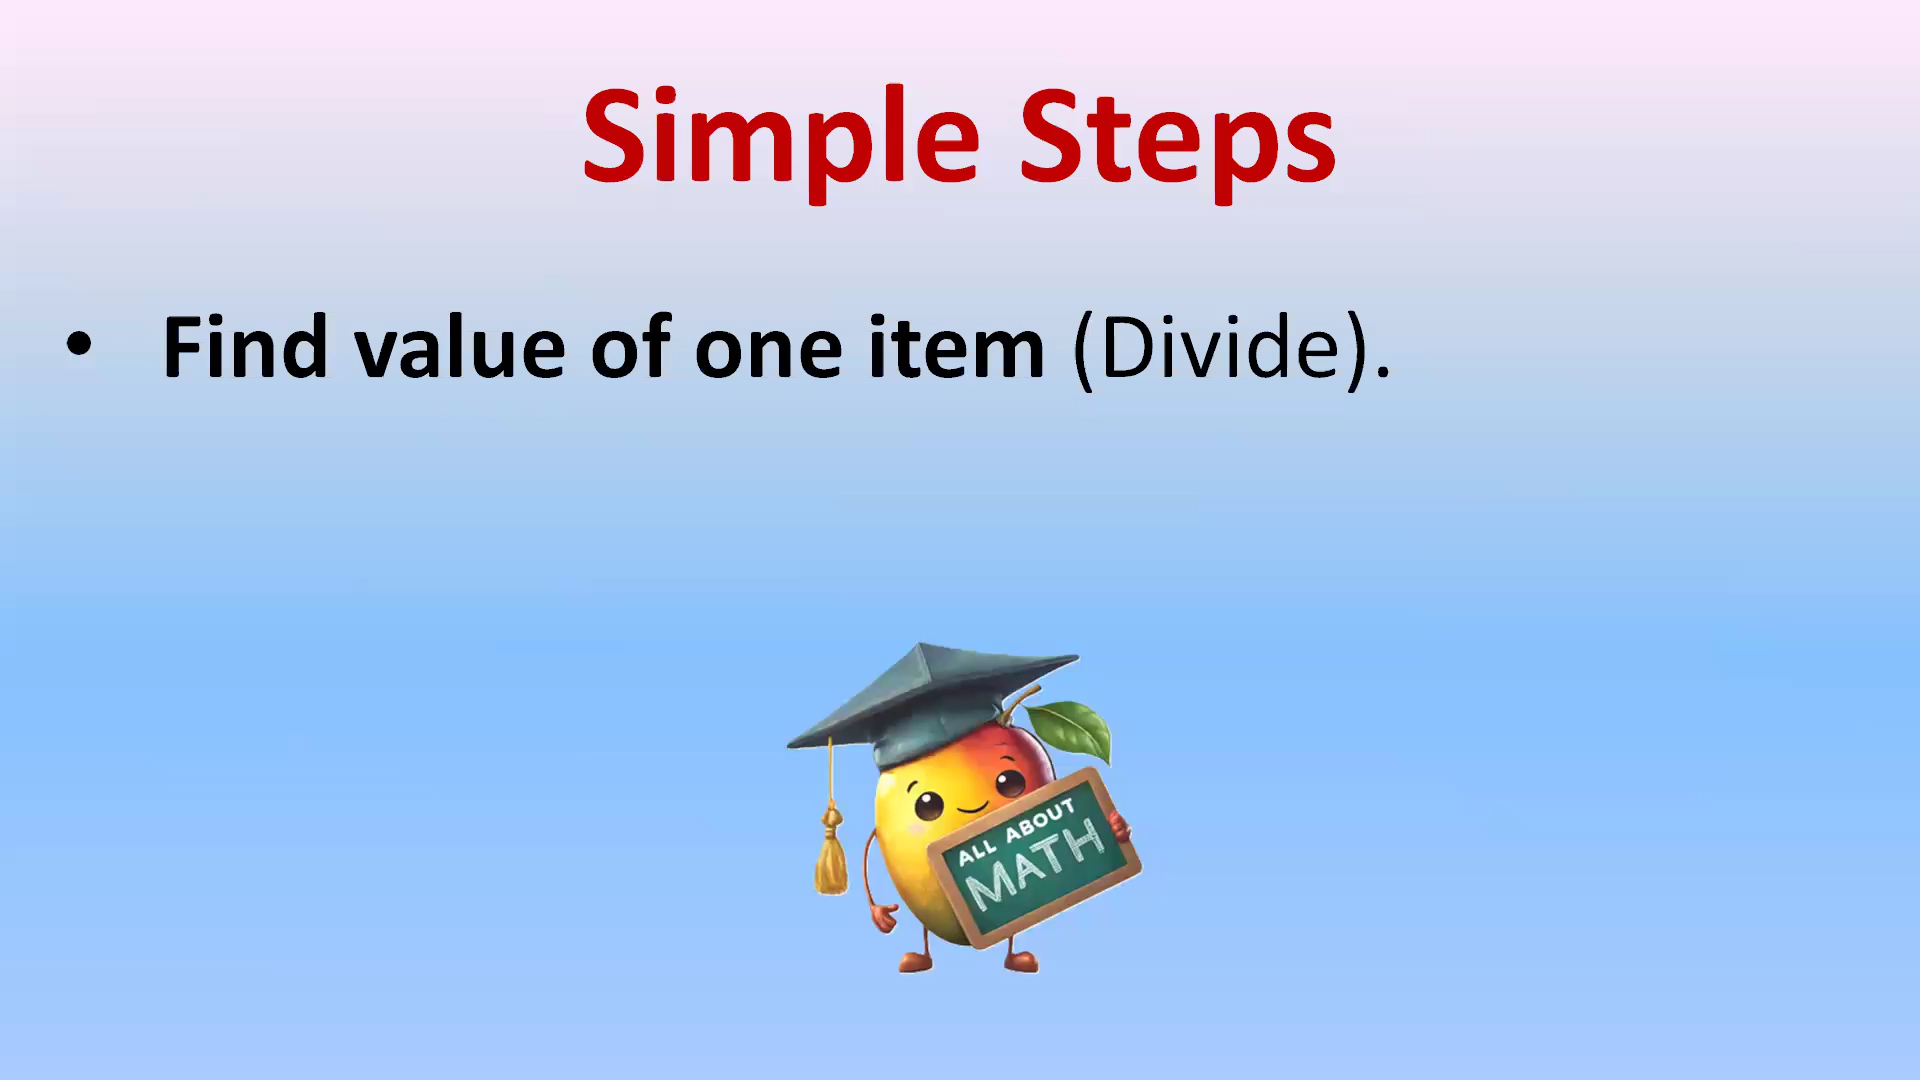 Simple Steps
• Find value of one item (Divide).
ALL ABOUT
MATH